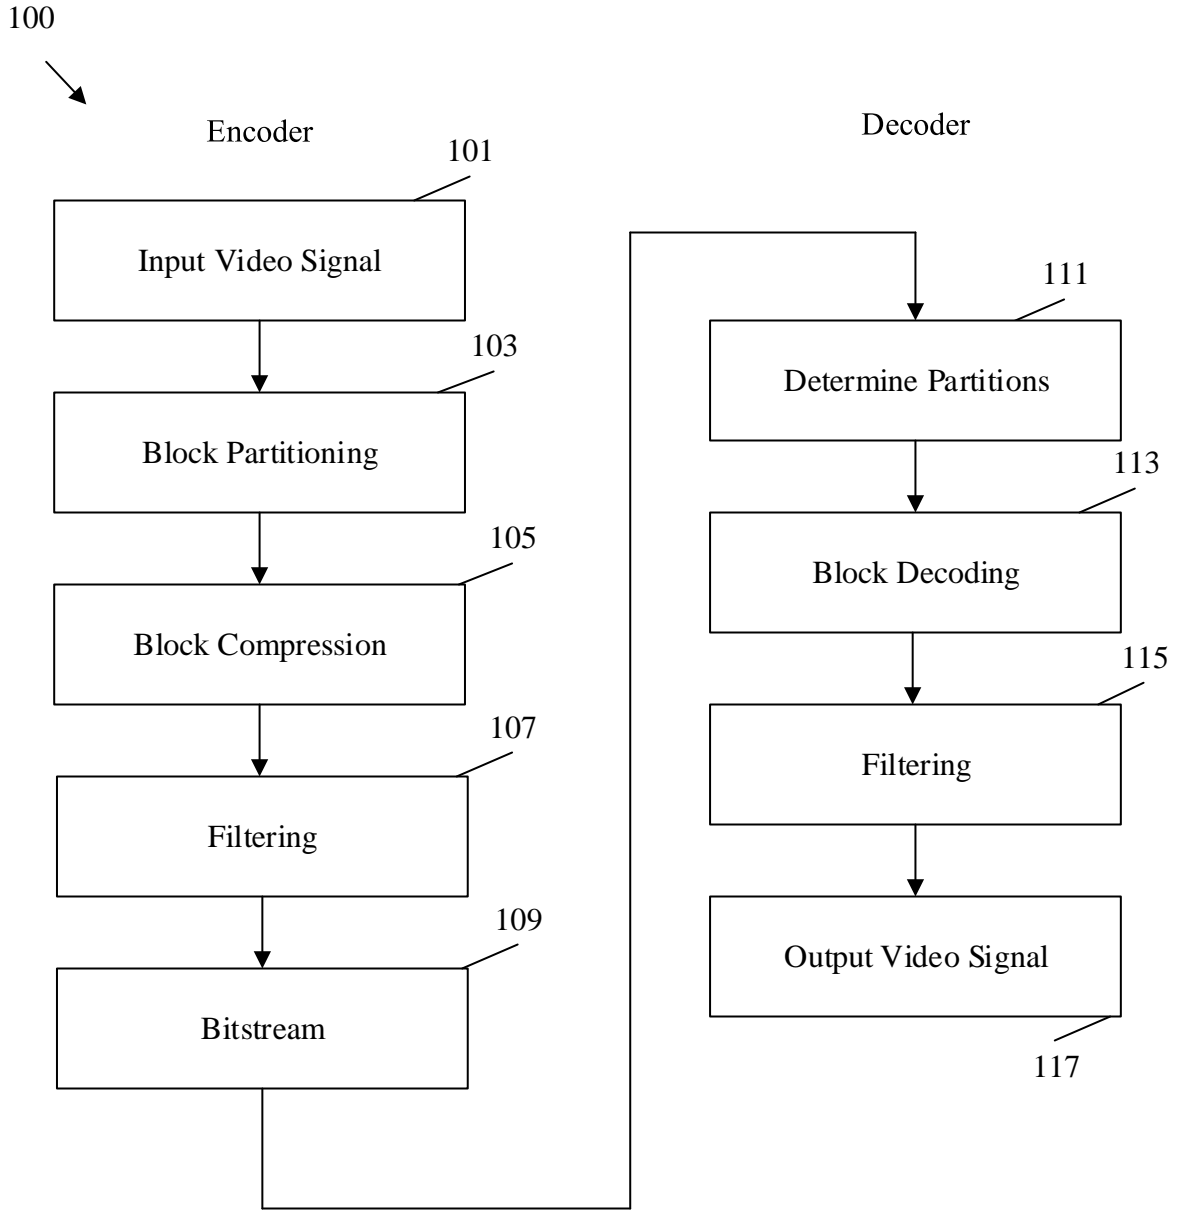 100
Encoder
101
Input Video Signal
103
Block Partitioning
105
Block Compression
107
Filtering
109
Bitstream
Decoder
111
Determine Partitions
113
Block Decoding
115
Filtering
Output Video Signal
117